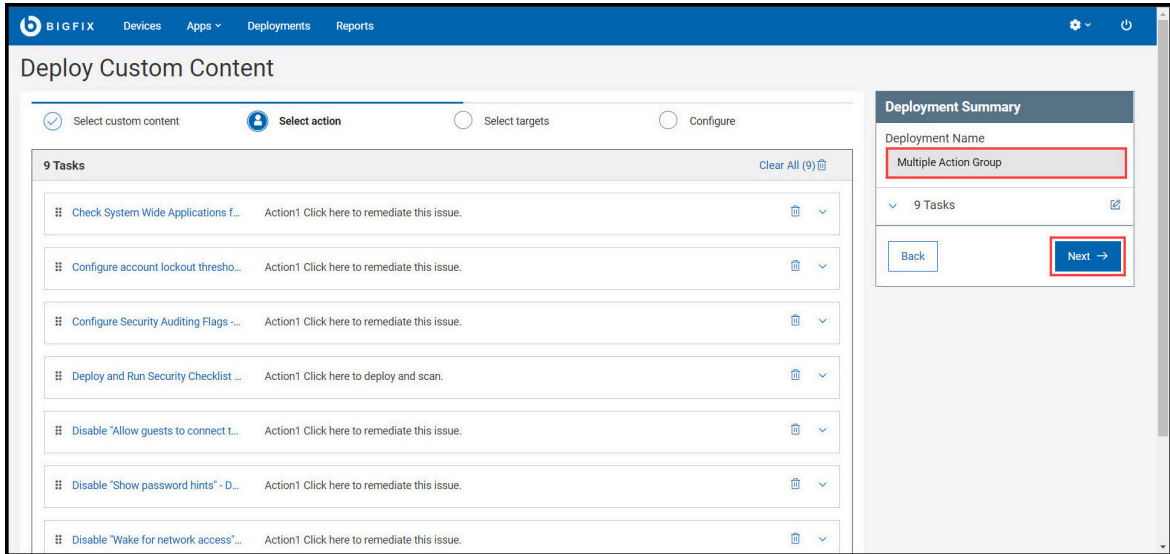 BIGFIX Devices Apps Deployments Reports
Deploy Custom Content
Select custom content Select action Select targets Configure
9 Tasks Clear All (9)
Check System Wide Applications f... Action1 Click here to remediate this issue.
Configure account lockout thresho... Action1 Click here to remediate this issue.
Configure Security Auditing Flags -... Action1 Click here to remediate this issue.
Deploy and Run Security Checklist ... Action1 Click here to deploy and scan.
Disable "Allow guests to connect t... Action1 Click here to remediate this issue.
Disable "Show password hints" - D... Action1 Click here to remediate this issue.
Disable "Wake for network access"... Action1 Click here to remediate this issue.
Deployment Summary
Deployment Name
Multiple Action Group
9 Tasks
Back Next →